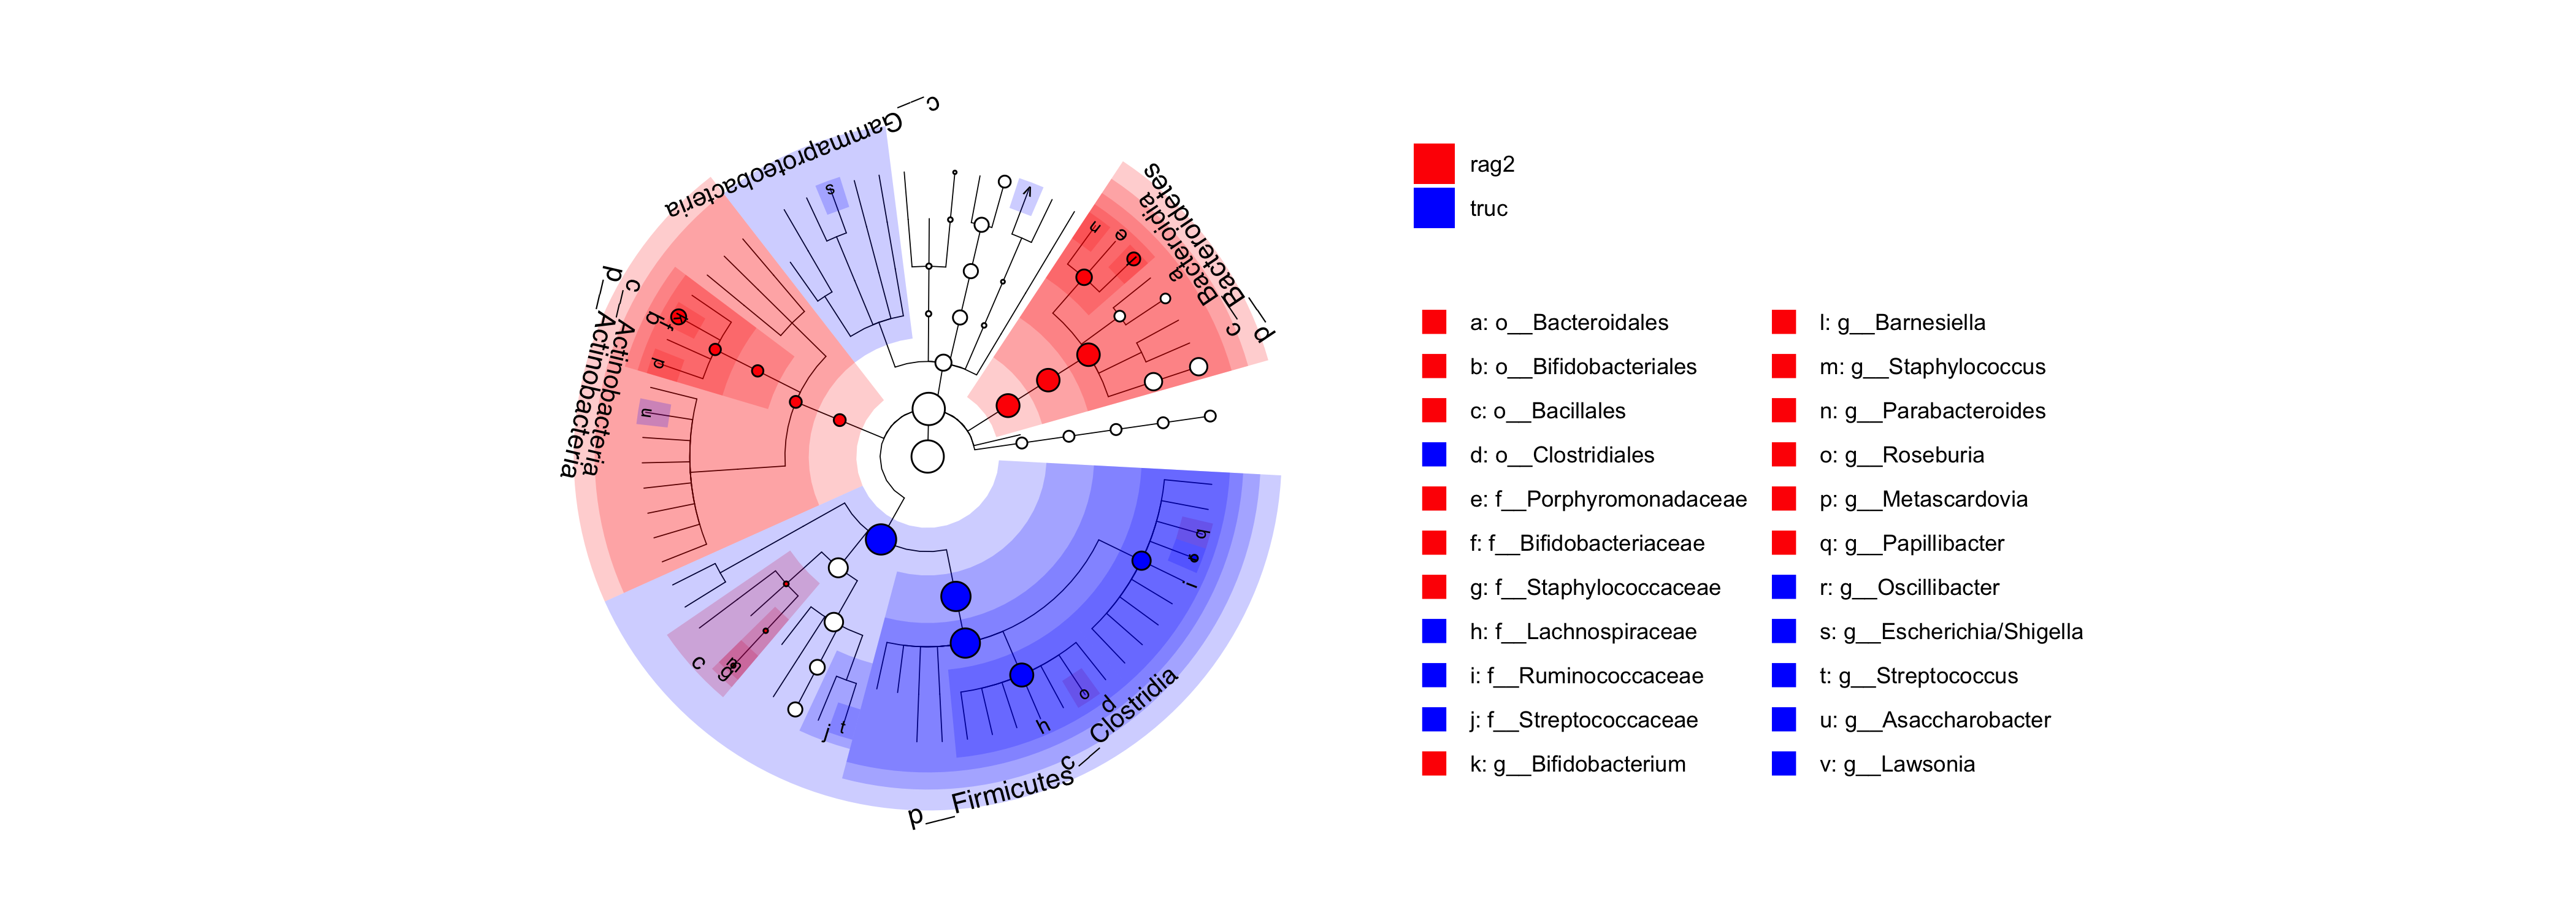 c__Gammaproteobacteria
p__Bacteroidetes
c__Bacteroidia
p__Actinobacteria
c__Actinobacteria
c__Clostridia
p__Firmicutes
s
v
m
e
a
b
f
k
p
u
q
i
c
g
m
j
t
h
o
d
rag2
truc
a: o__Bacteroidales
b: o__Bifidobacteriales
c: o__Bacillales
d: o__Clostridiales
e: f__Porphyromonadaceae
f: f__Bifidobacteriaceae
g: f__Staphylococcaceae
h: f__Lachnospiraceae
i: f__Ruminococcaceae
j: f__Streptococcaceae
k: g__Bifidobacterium
l: g__Barnesiella
m: g__Staphylococcus
n: g__Parabacteroides
o: g__Roseburia
p: g__Metascardovia
q: g__Papillibacter
r: g__Oscillibacter
s: g__Escherichia/Shigella
t: g__Streptococcus
u: g__Asaccharobacter
v: g__Lawsonia